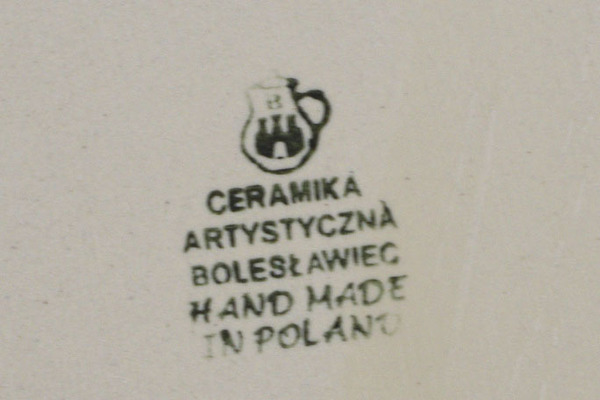 B
CERAMIKA
ARTYSTYCZNA
BOLESŁAWIEC
HAND MADE
IN POLAND